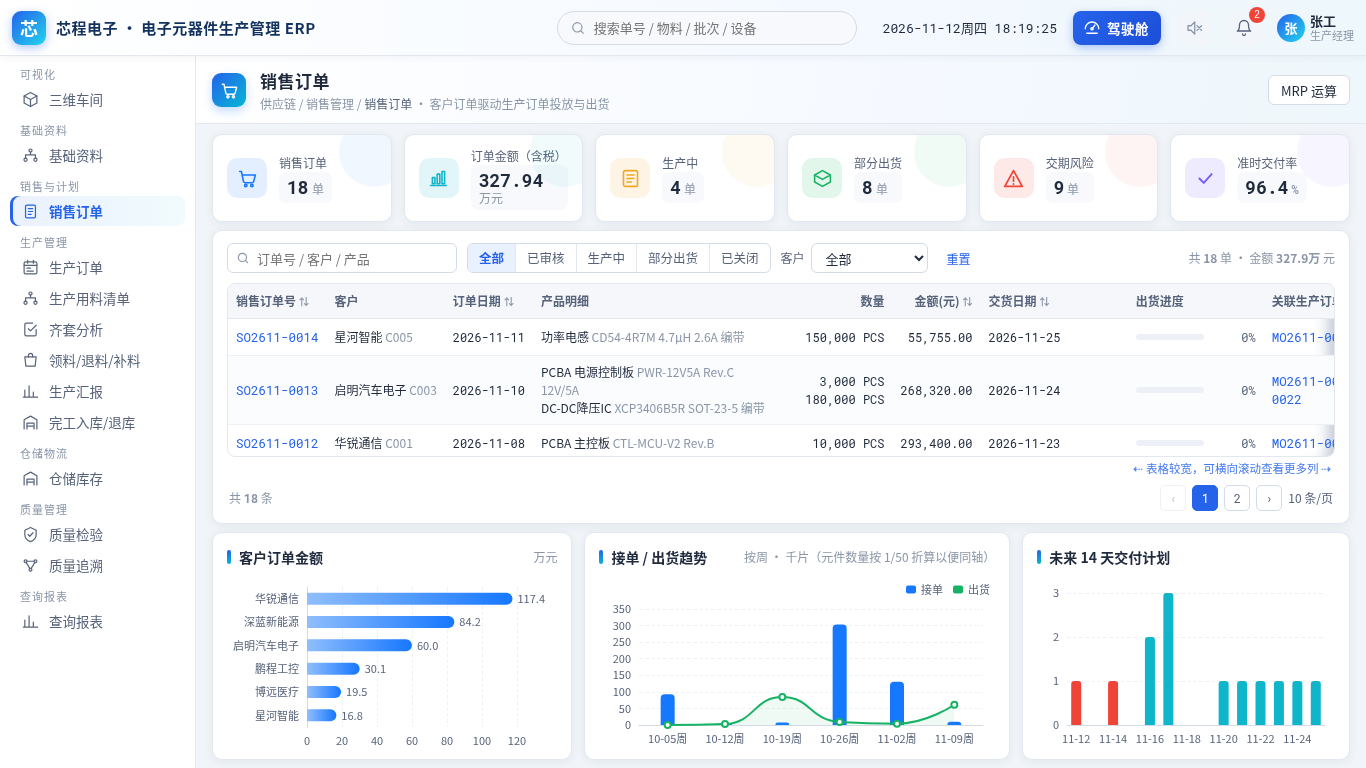 芯 芯程电子 · 电子元器件生产管理 ERP
搜索单号 / 物料 / 批次 / 设备
2026-11-12周四 18:19:25
驾驶舱
2
张 张工
生产经理
可视化
三维车间
基础资料
基础资料
销售与计划
销售订单
生产管理
生产订单
生产用料清单
齐套分析
领料/退料/补料
生产汇报
完工入库/退库
仓储物流
仓储库存
质量管理
质量检验
质量追溯
查询报表
查询报表
销售订单
供应链 / 销售管理 / 销售订单 · 客户订单驱动生产订单投放与出货
MRP 运算
销售订单
18 单
订单金额（含税）
327.94
万元
生产中
4 单
部分出货
8 单
交期风险
9 单
准时交付率
96.4 %
订单号 / 客户 / 产品
全部 已审核 生产中 部分出货 已关闭 客户 全部 重置
共 18 单 · 金额 327.9万 元
销售订单号 ⇅ 客户 订单日期 ⇅ 产品明细 数量 金额(元) ⇅ 交货日期 ⇅ 出货进度 关联生产订
SO2611-0014 星河智能 C005 2026-11-11 功率电感 CD54-4R7M 4.7μH 2.6A 编带 150,000 PCS 55,755.00 2026-11-25 0% MO2611-00
SO2611-0013 启明汽车电子 C003 2026-11-10 PCBA 电源控制板 PWR-12V5A Rev.C
12V/5A
DC-DC降压IC XCP3406B5R SOT-23-5 编带
3,000 PCS
180,000 PCS
268,320.00 2026-11-24 0% MO2611-00
0022
SO2611-0012 华锐通信 C001 2026-11-08 PCBA 主控板 CTL-MCU-V2 Rev.B 10,000 PCS 293,400.00 2026-11-23 0% MO2611-00
⇠ 表格较宽，可横向滚动查看更多列 ⇢
共 18 条
‹ 1 2 › 10 条/页
客户订单金额 万元
华锐通信 117.4
深蓝新能源 84.2
启明汽车电子 60.0
鹏程工控 30.1
博远医疗 19.5
星河智能 16.8
0 20 40 60 80 100 120
接单 / 出货趋势 按周 · 千片（元件数量按 1/50 折算以便同轴）
接单 出货
350
300
250
200
150
100
50
0
10-05周 10-12周 10-19周 10-26周 11-02周 11-09周
未来 14 天交付计划
3
2
1
0
11-12 11-14 11-16 11-18 11-20 11-22 11-24